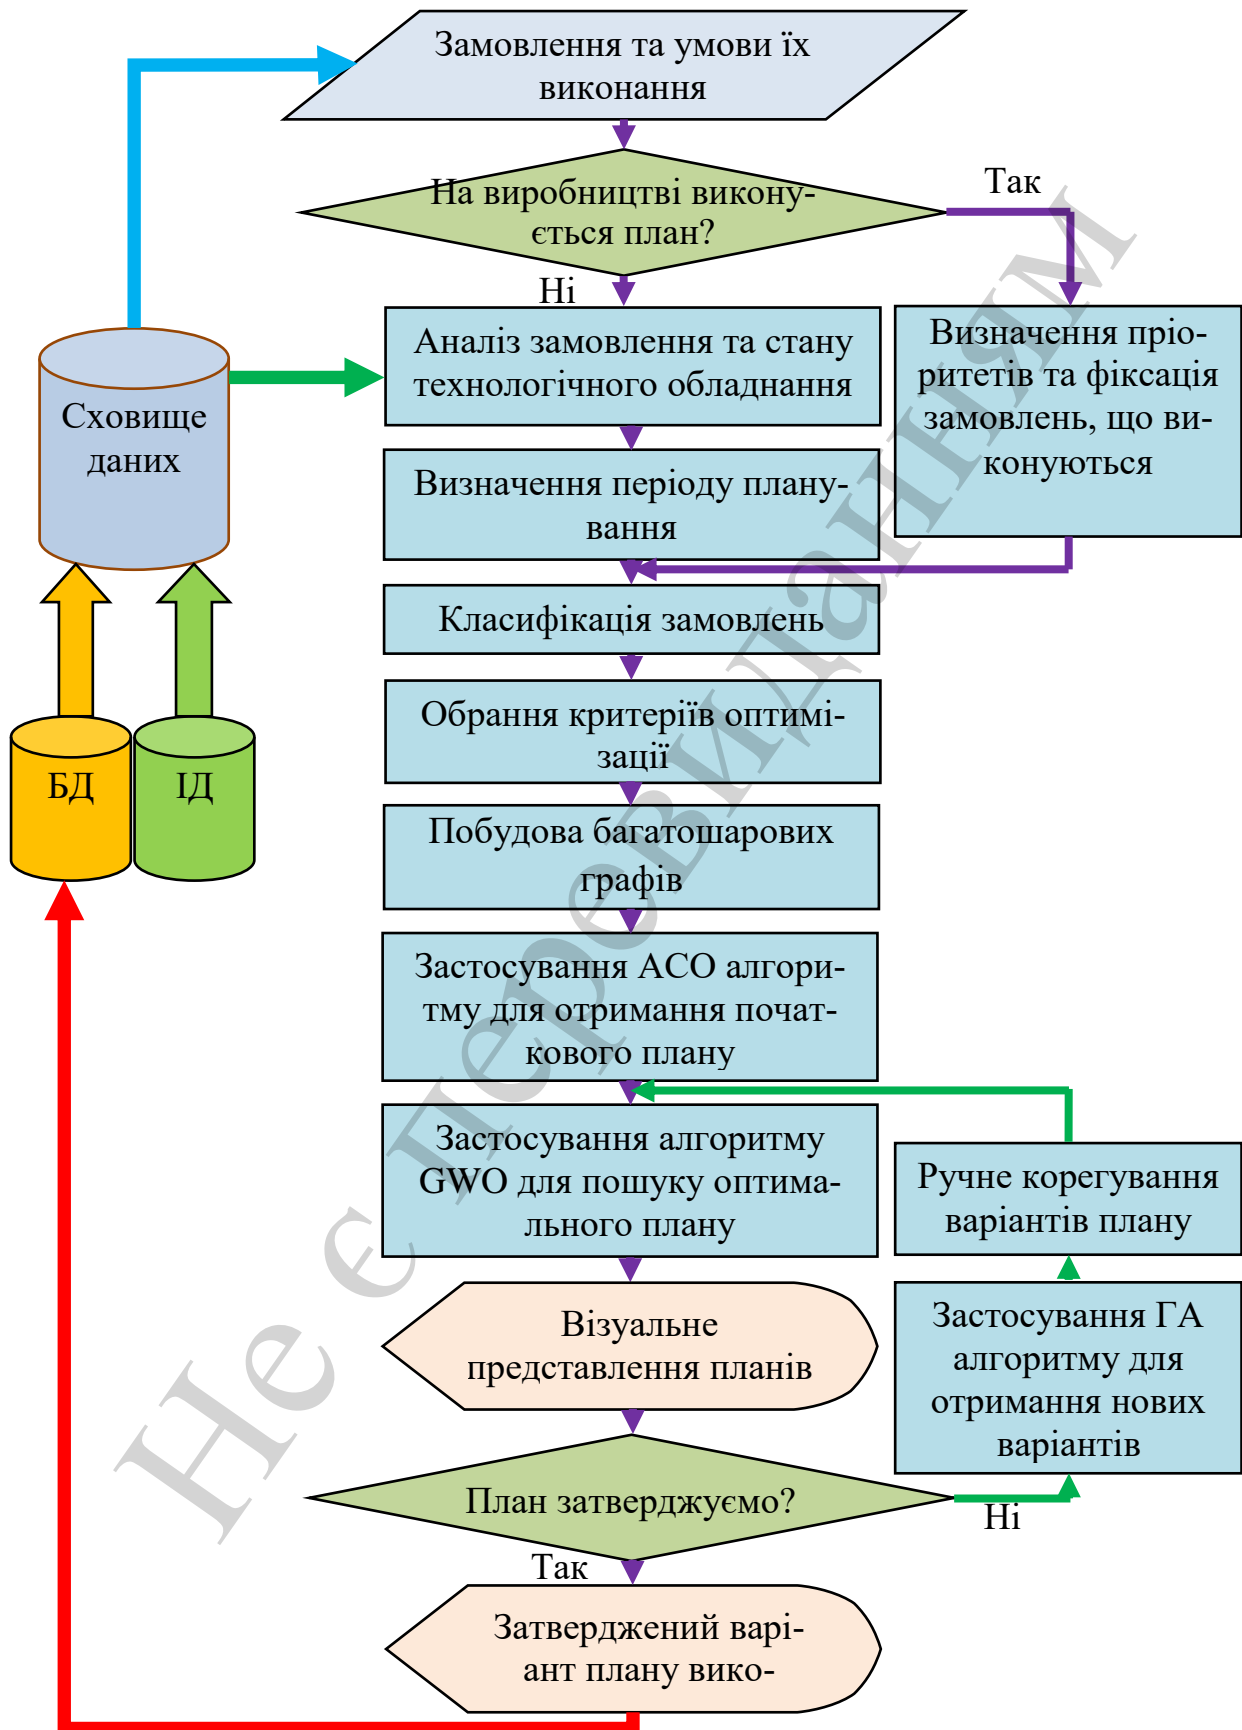 Замовлення та умови їх
виконання
На виробництві викону-
ється план?
Так
Ні
Аналіз замовлення та стану
технологічного обладнання
Визначення пріо-
ритетів та фіксація
замовлень, що ви-
конуються
Сховище
даних
Визначення періоду плану-
вання
Класифікація замовлень
Обрання критеріїв оптимі-
зації
БД
ІД
Побудова багатошарових
графів
Застосування АСО алгори-
тму для отримання почат-
кового плану
Застосування алгоритму
GWO для пошуку оптима-
льного плану
Ручне корегування
варіантів плану
Візуальне
представлення планів
Застосування ГА
алгоритму для
отримання нових
варіантів
План затверджуємо?
Ні
Так
Затверджений варі-
ант плану вико-
Не є перевиданням